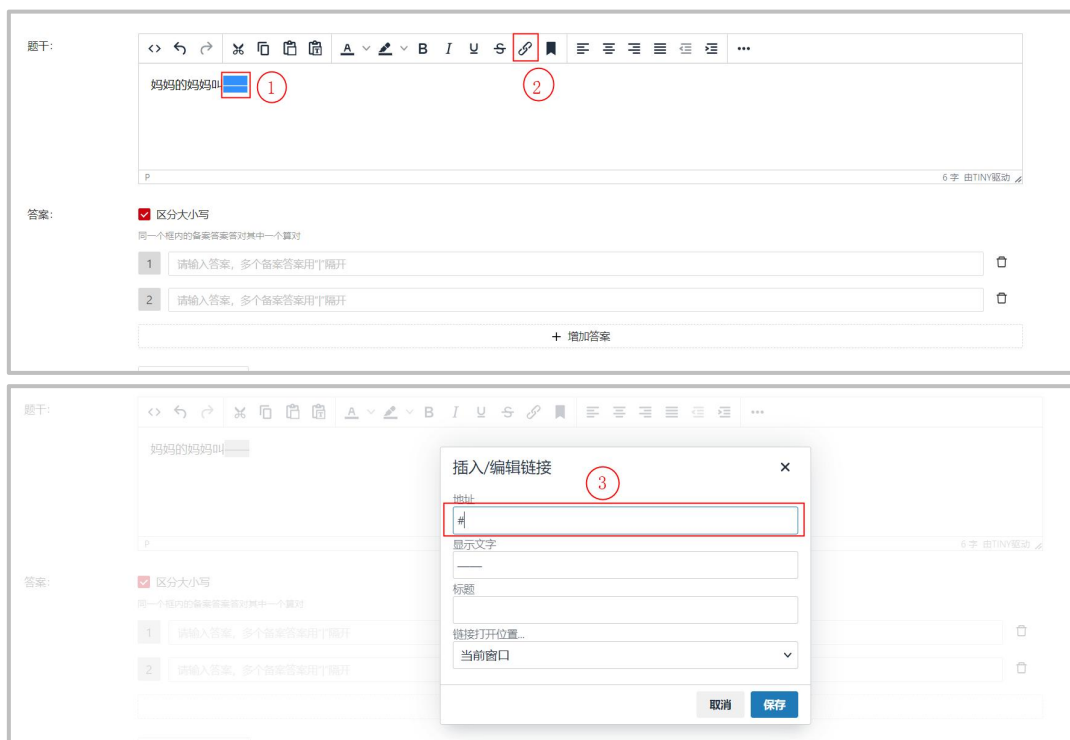 题干:
A B I U S ...
妈妈的妈妈叫—— ①
②
P 6 字 由TINY驱动
答案:
区分大小写
同一个框内的备案答案答对其中一个算对
1 请输入答案，多个备案答案用"|"隔开
2 请输入答案，多个备案答案用"|"隔开
+ 增加答案
题干:
A B I U S ...
妈妈的妈妈叫——
插入/编辑链接 ×
③
地址
#
P 6 字 由TINY驱动
显示文字
——
答案:
区分大小写
标题
同一个框内的备案答案答对其中一个算对
1 请输入答案，多个备案答案用"|"隔开
链接打开位置...
当前窗口
2 请输入答案，多个备案答案用"|"隔开
取消 保存